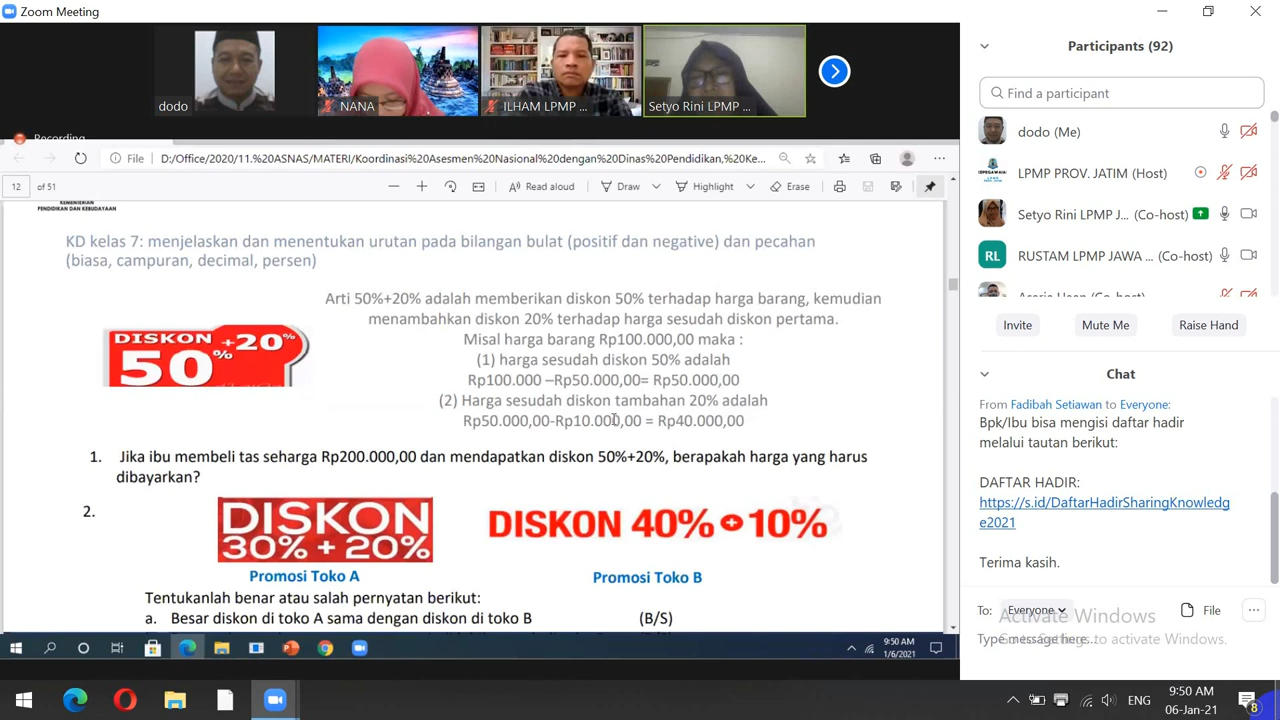 Zoom Meeting
dodo
NANA
ILHAM LPMP ...
Setyo Rini LPMP ...
Recording
File D:/Office/2020/11.%20ASNAS/MATERI/Koordinasi%20Asesmen%20Nasional%20dengan%20Dinas%20Pendidikan,%20Ke...
12 of 51
Read aloud
Draw
Highlight
Erase
KEMENTERIAN
PENDIDIKAN DAN KEBUDAYAAN
KD kelas 7: menjelaskan dan menentukan urutan pada bilangan bulat (positif dan negative) dan pecahan
(biasa, campuran, decimal, persen)
Arti 50%+20% adalah memberikan diskon 50% terhadap harga barang, kemudian
menambahkan diskon 20% terhadap harga sesudah diskon pertama.
Misal harga barang Rp100.000,00 maka :
(1) harga sesudah diskon 50% adalah
Rp100.000 –Rp50.000,00= Rp50.000,00
(2) Harga sesudah diskon tambahan 20% adalah
Rp50.000,00-Rp10.000,00 = Rp40.000,00
DISKON +20%
50%
1. Jika ibu membeli tas seharga Rp200.000,00 dan mendapatkan diskon 50%+20%, berapakah harga yang harus
dibayarkan?
2.
DISKON
30% + 20%
DISKON 40% + 10%
Promosi Toko A
Promosi Toko B
Tentukanlah benar atau salah pernyatan berikut:
a. Besar diskon di toko A sama dengan diskon di toko B (B/S)
9:50 AM
1/6/2021
Participants (92)
Find a participant
dodo (Me)
LPMP PROV. JATIM (Host)
Setyo Rini LPMP J... (Co-host)
RL RUSTAM LPMP JAWA ... (Co-host)
(Co-host)
Invite
Mute Me
Raise Hand
Chat
From Fadibah Setiawan to Everyone:
Bpk/Ibu bisa mengisi daftar hadir
melalui tautan berikut:
DAFTAR HADIR:
https://s.id/DaftarHadirSharingKnowledg
e2021
Terima kasih.
To: Everyone
File
...
Activate Windows
Type message here...
Go to Settings to activate Windows.
ENG
9:50 AM
06-Jan-21
8